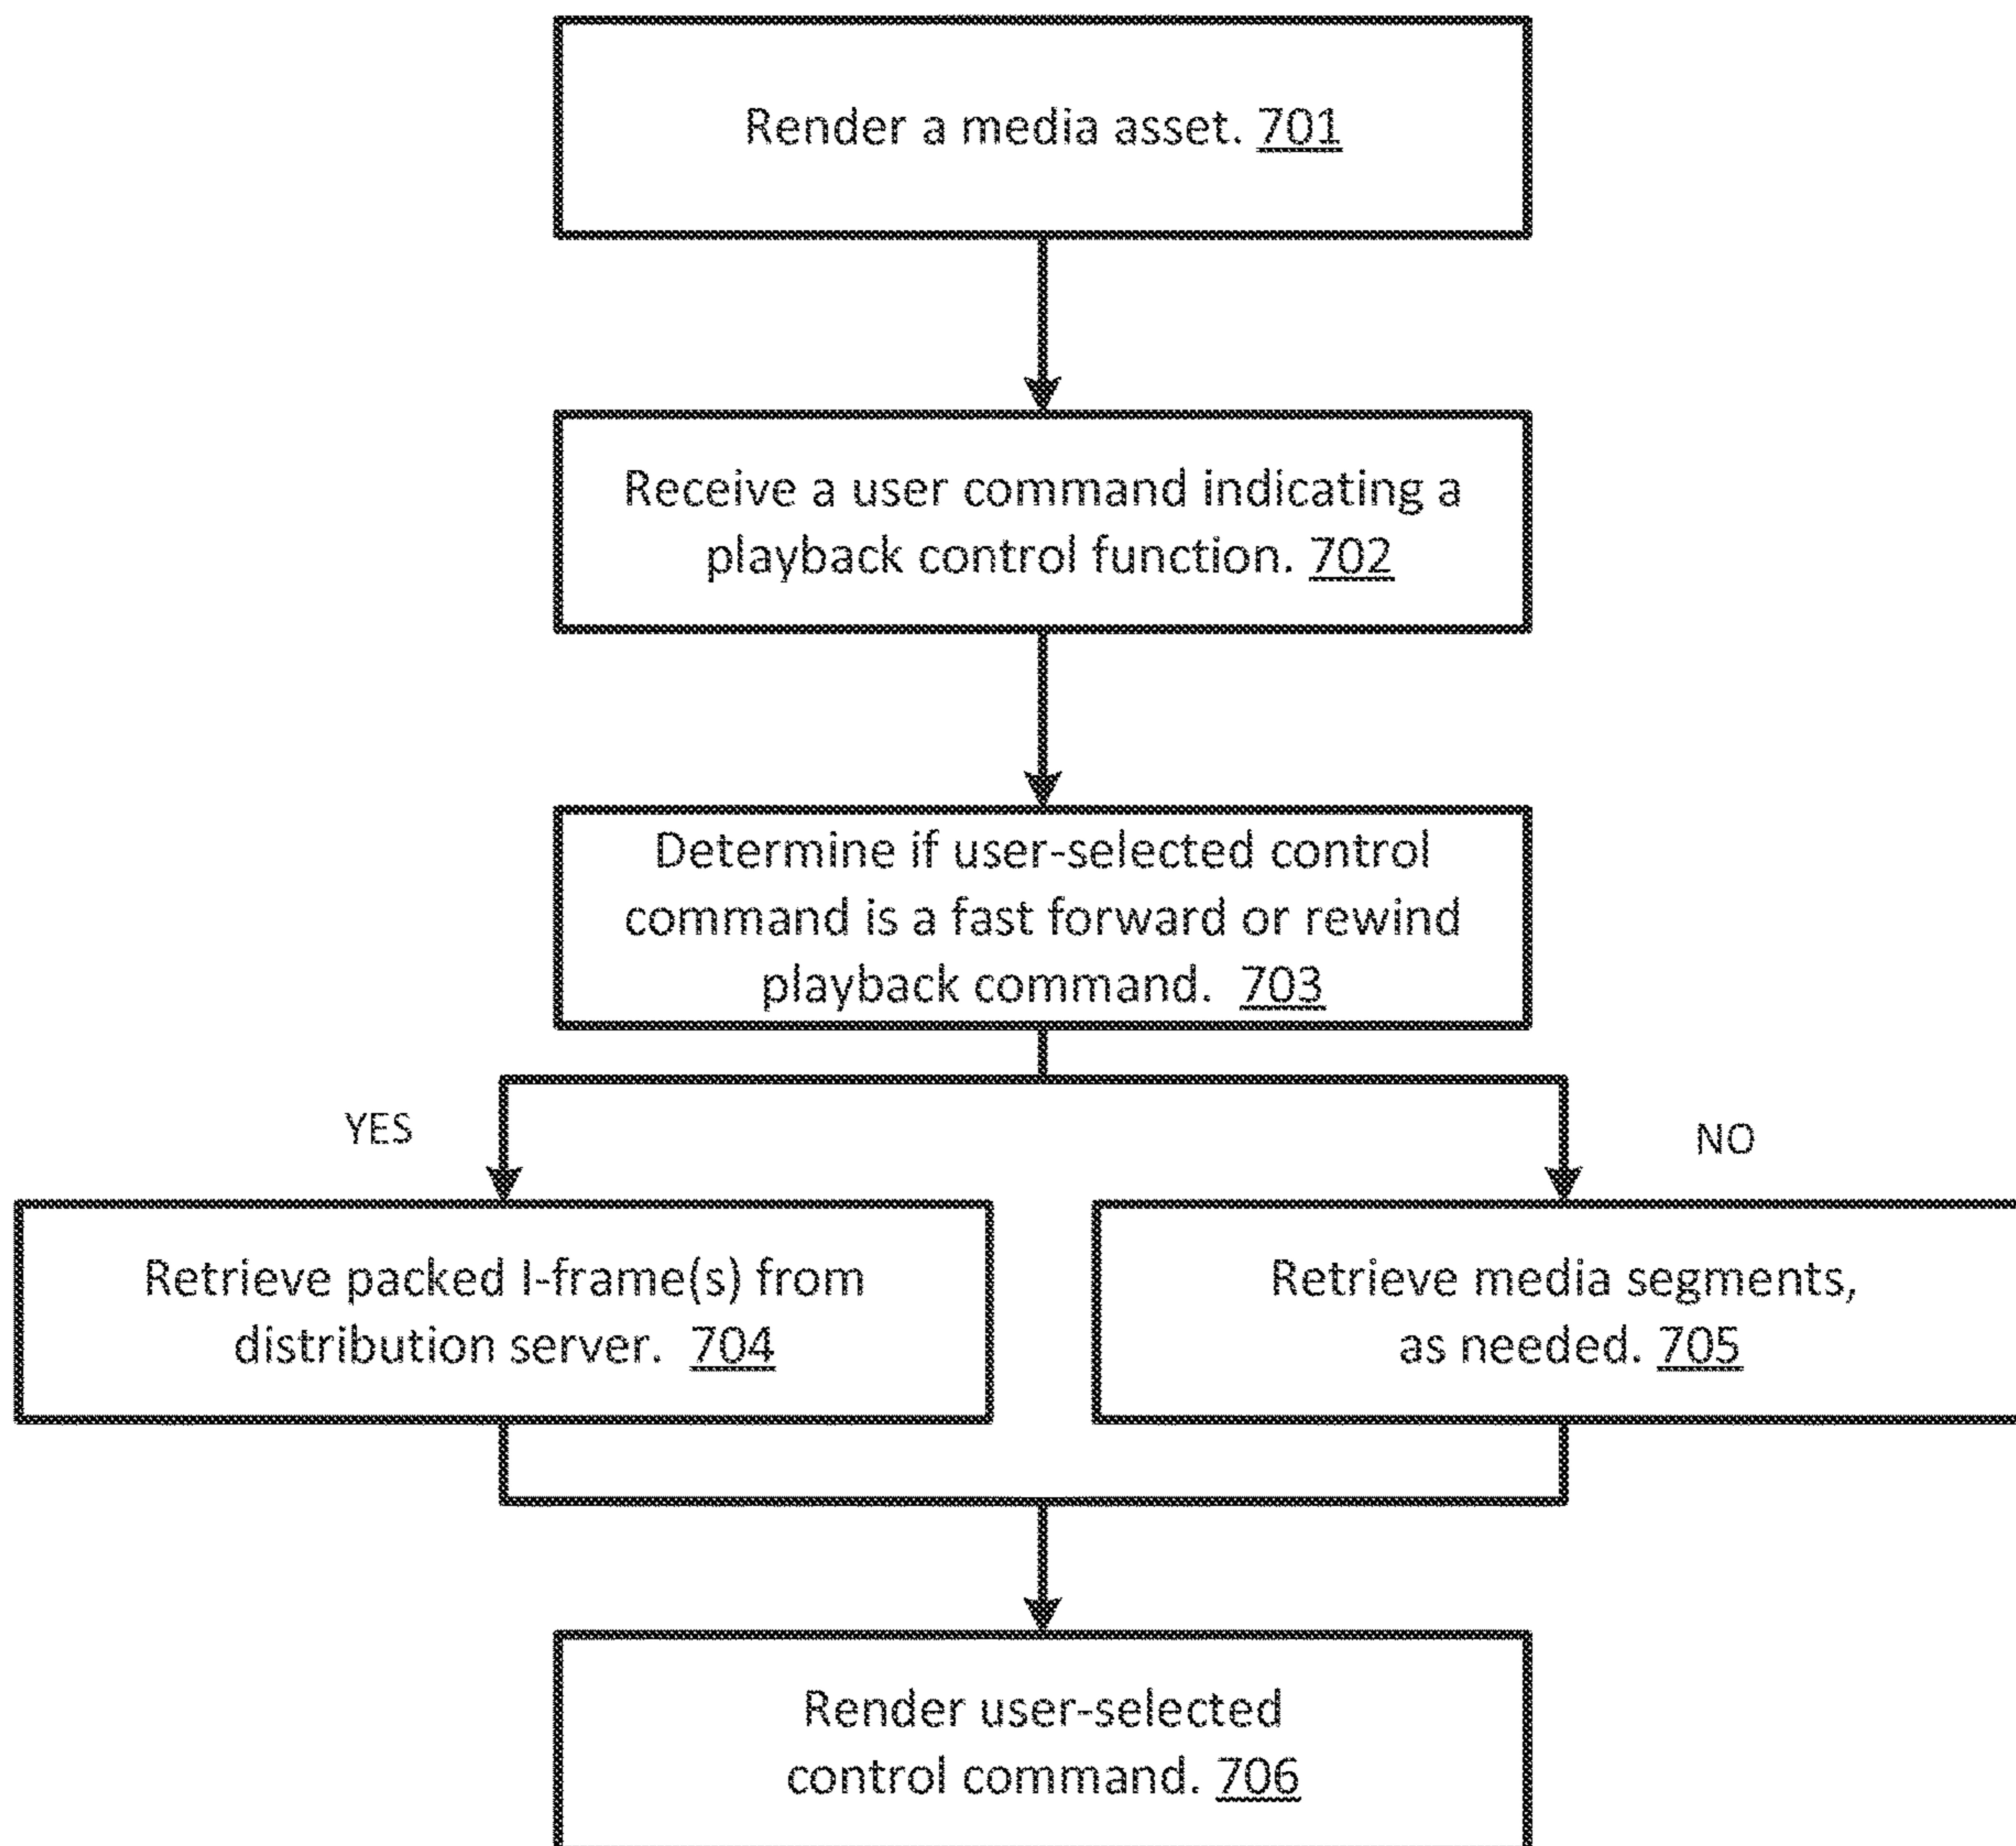 Render a media asset. 701
Receive a user command indicating a
playback control function. 702
Determine if user-selected control
command is a fast forward or rewind
playback command. 703
YES
NO
Retrieve packed I-frame(s) from
distribution server. 704
Retrieve media segments,
as needed. 705
Render user-selected
control command. 706